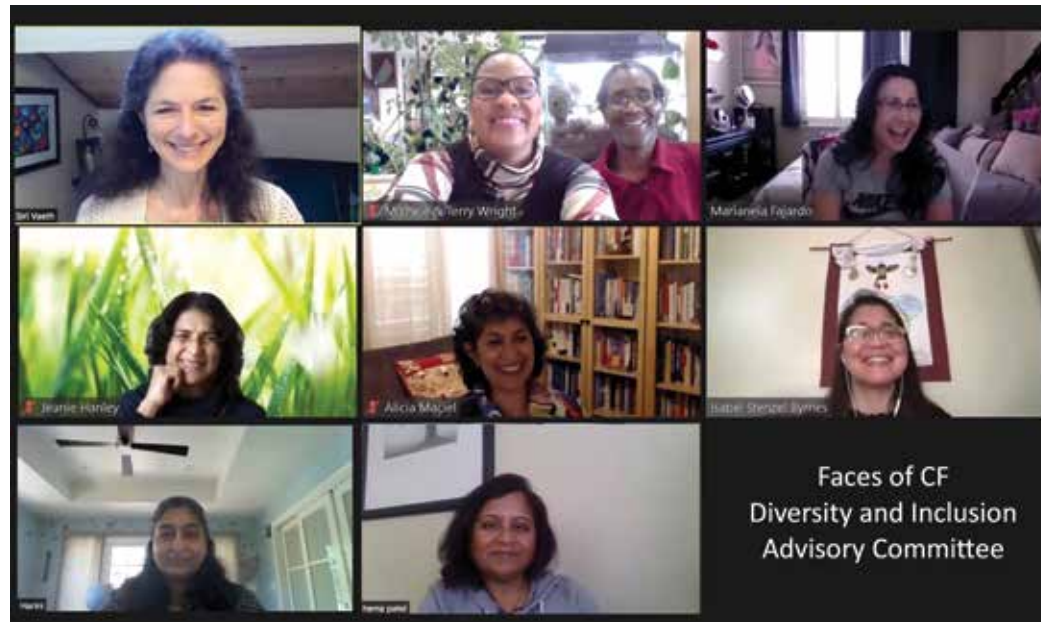 Siri Vaeth
Terry Wright
Marianela Fajardo
Jeanie Hanley
Alicia Maciel
Isabel Stenzel Byrnes
Harini
hema patel
Faces of CF
Diversity and Inclusion
Advisory Committee